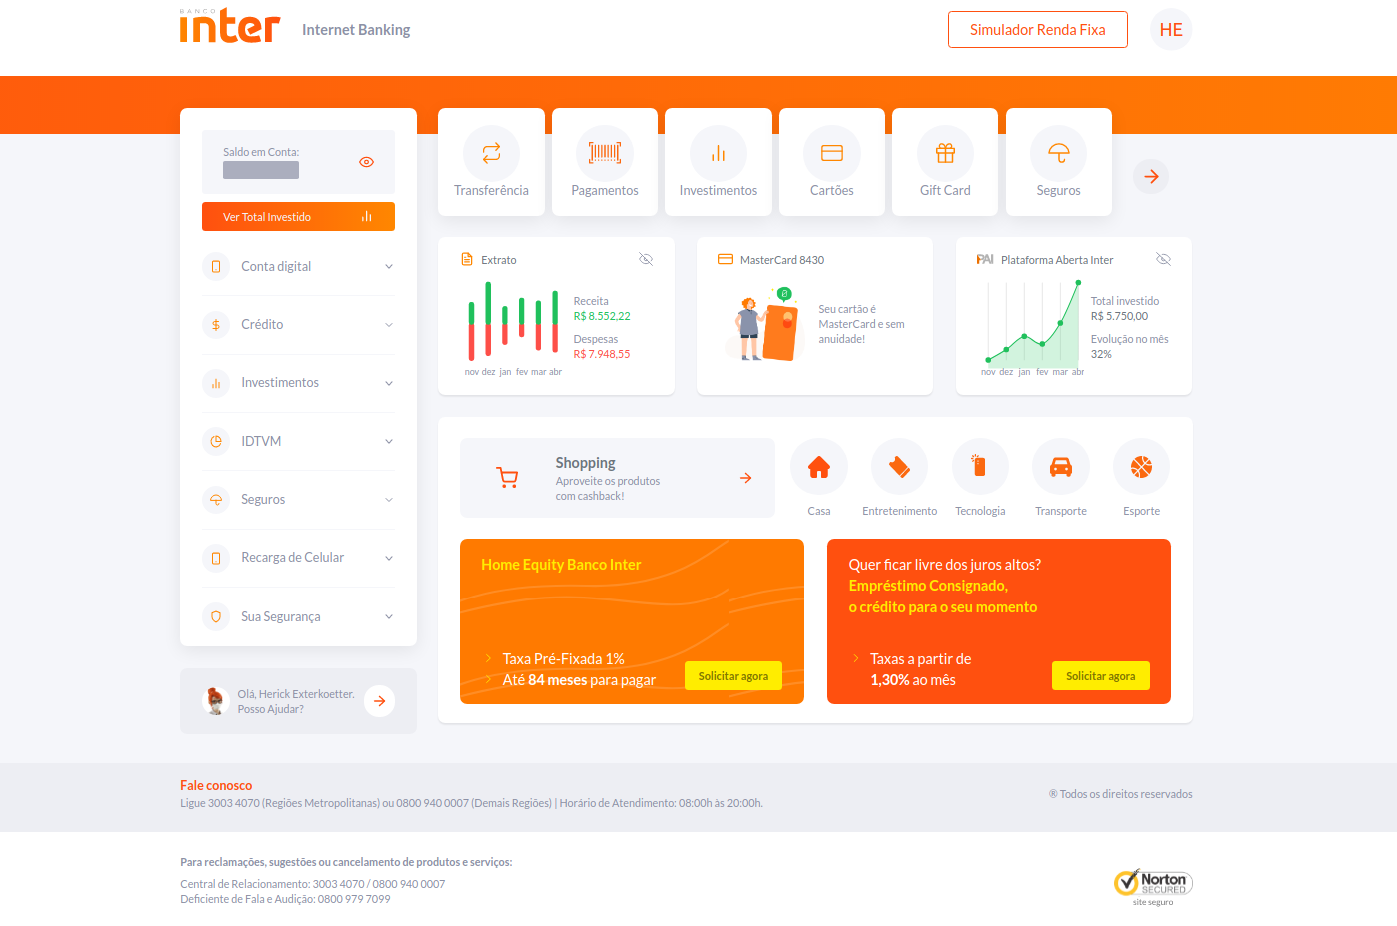 BANCO
inter
Internet Banking
Simulador Renda Fixa
HE
Saldo em Conta:
Ver Total Investido
Conta digital
Crédito
Investimentos
IDTVM
Seguros
Recarga de Celular
Sua Segurança
Olá, Herick Exterkoetter.
Posso Ajudar?
Transferência
Pagamentos
Investimentos
Cartões
Gift Card
Seguros
Extrato
Receita
R$ 8.552,22
Despesas
R$ 7.948,55
nov dez jan fev mar abr
MasterCard 8430
Seu cartão é
MasterCard e sem
anuidade!
PAI Plataforma Aberta Inter
Total investido
R$ 5.750,00
Evolução no mês
32%
nov dez jan fev mar abr
Shopping
Aproveite os produtos
com cashback!
Casa
Entretenimento
Tecnologia
Transporte
Esporte
Home Equity Banco Inter
Taxa Pré-Fixada 1%
Até 84 meses para pagar
Solicitar agora
Quer ficar livre dos juros altos?
Empréstimo Consignado,
o crédito para o seu momento
Taxas a partir de
1,30% ao mês
Solicitar agora
Fale conosco
Ligue 3003 4070 (Regiões Metropolitanas) ou 0800 940 0007 (Demais Regiões) | Horário de Atendimento: 08:00h às 20:00h.
® Todos os direitos reservados
Para reclamações, sugestões ou cancelamento de produtos e serviços:
Central de Relacionamento: 3003 4070 / 0800 940 0007
Deficiente de Fala e Audição: 0800 979 7099
Norton
SECURED
site seguro